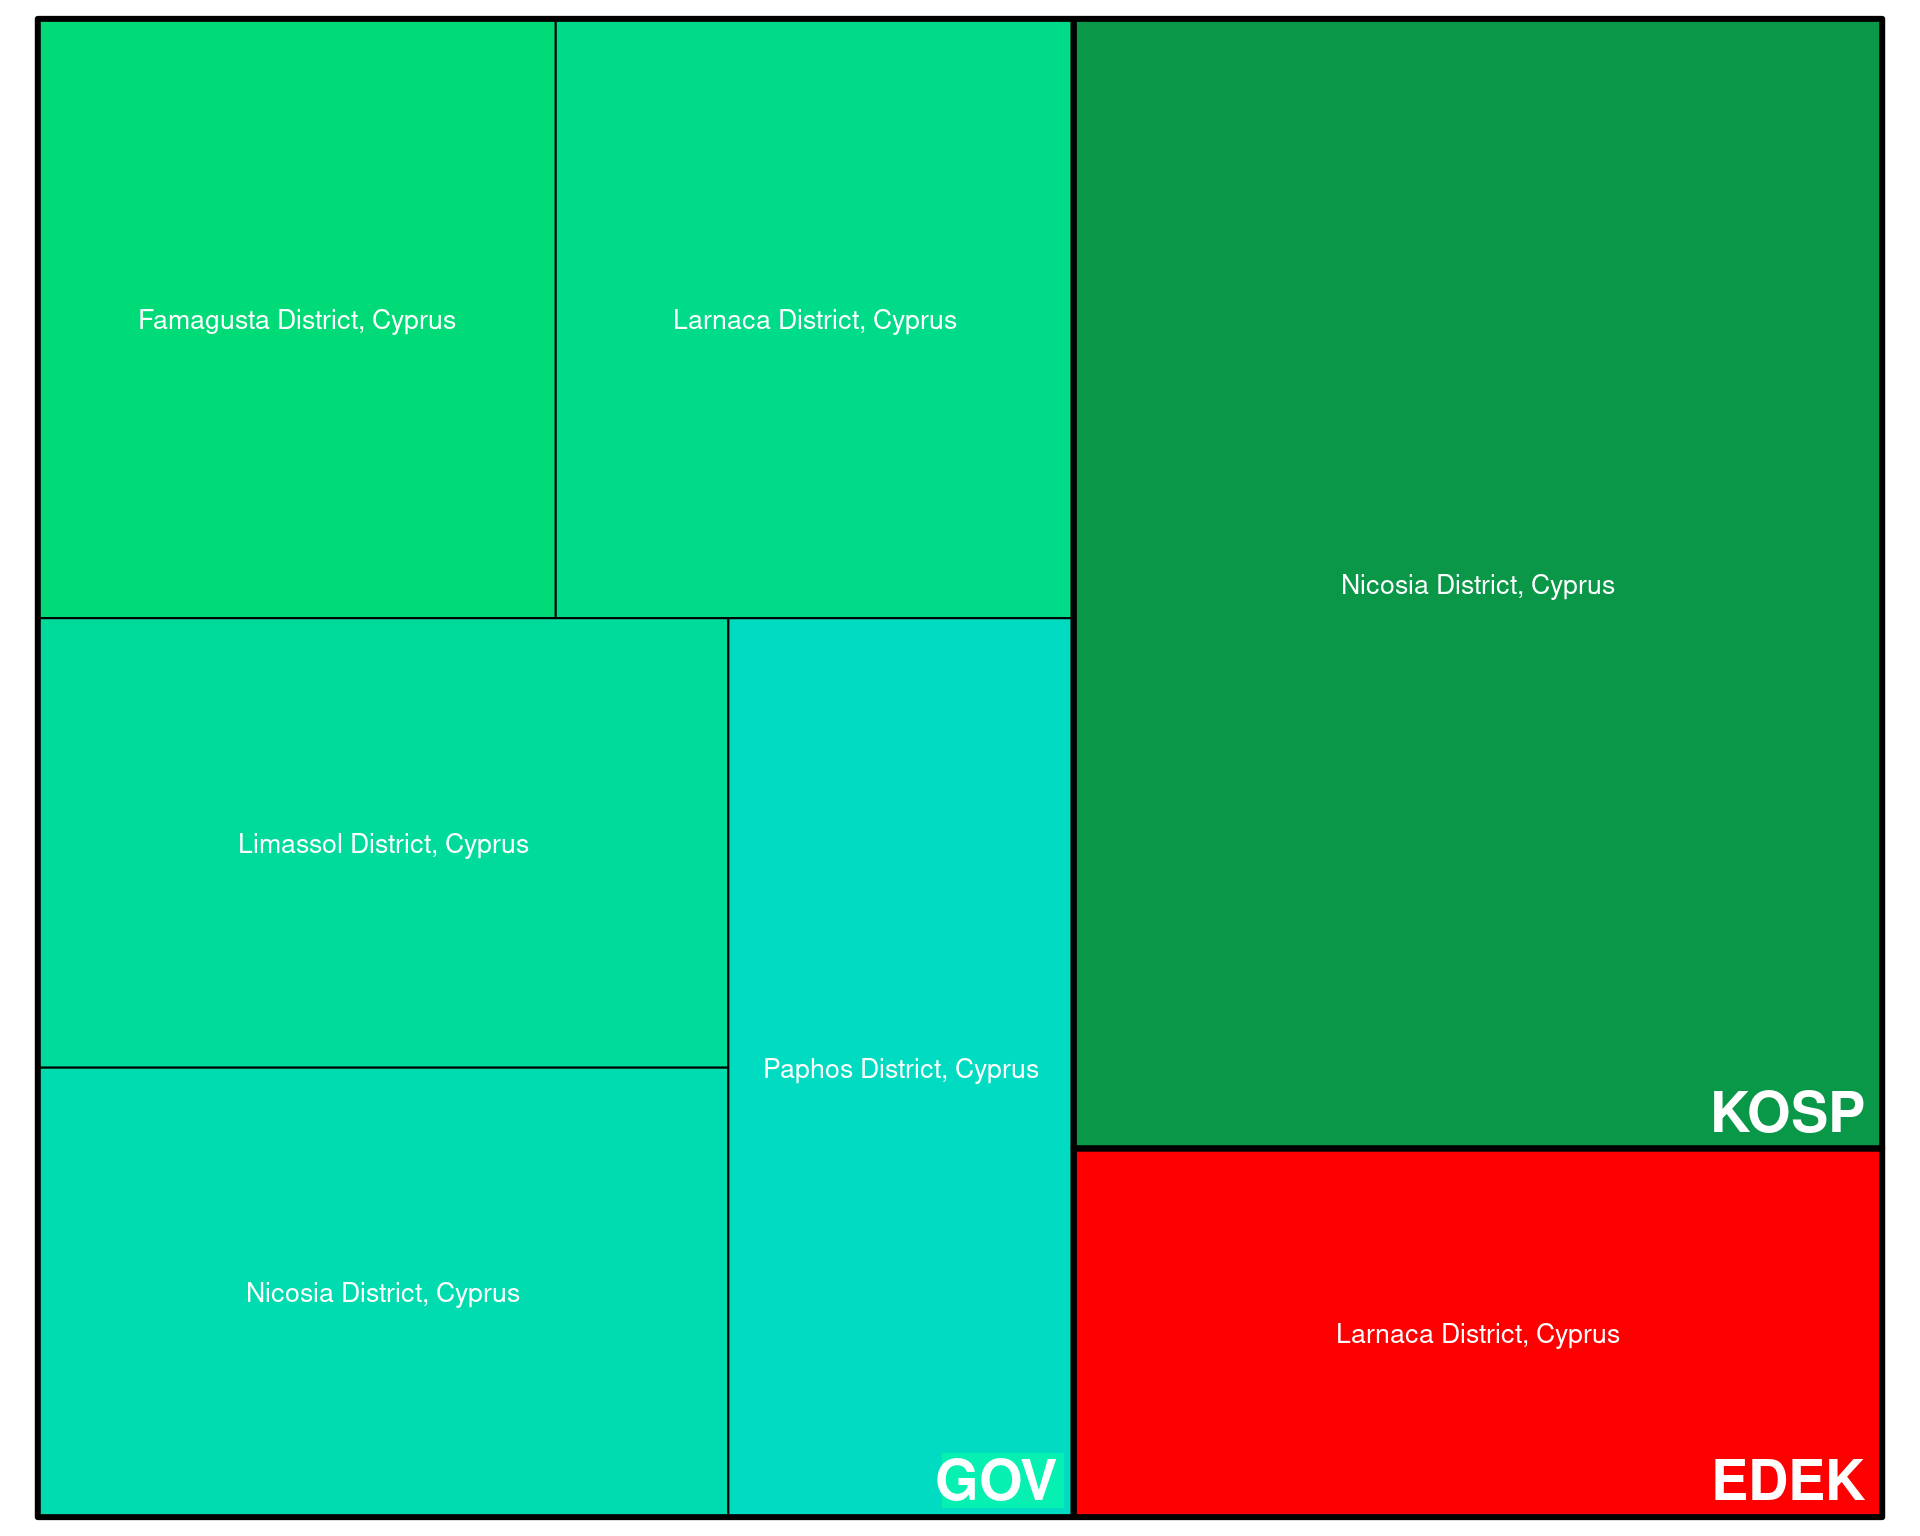 Famagusta District, Cyprus
Larnaca District, Cyprus
Limassol District, Cyprus
Paphos District, Cyprus
Nicosia District, Cyprus
GOV
Nicosia District, Cyprus
KOSP
Larnaca District, Cyprus
EDEK